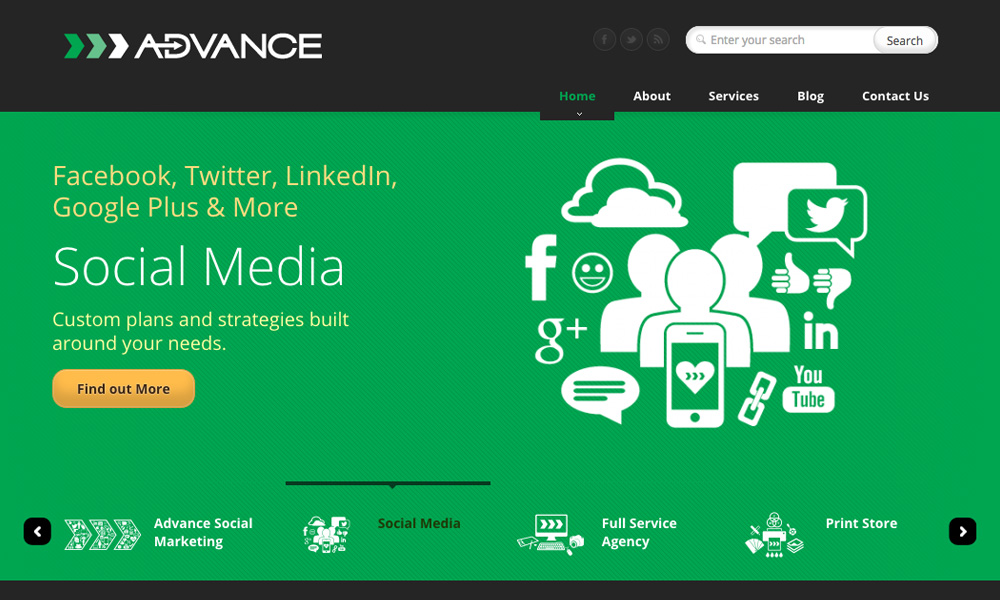 ADVANCE
Enter your search
Search
Home
About
Services
Blog
Contact Us
Facebook, Twitter, LinkedIn,
Google Plus & More
Social Media
Custom plans and strategies built
around your needs.
Find out More
f
g+
in
You
Tube
Advance Social
Marketing
Social Media
Full Service
Agency
Print Store